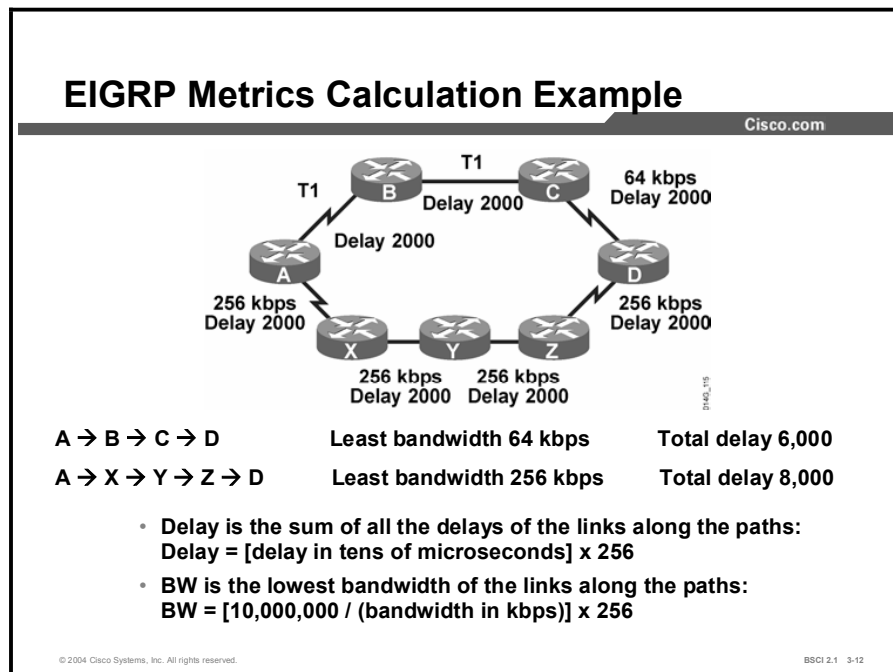 EIGRP Metrics Calculation Example
Cisco.com
T1
B
T1
Delay 2000
C
64 kbps
Delay 2000
Delay 2000
A
D
256 kbps
Delay 2000
256 kbps
Delay 2000
X
Y
Z
256 kbps
Delay 2000
256 kbps
Delay 2000
A → B → C → D Least bandwidth 64 kbps Total delay 6,000
A → X → Y → Z → D Least bandwidth 256 kbps Total delay 8,000
• Delay is the sum of all the delays of the links along the paths:
Delay = [delay in tens of microseconds] x 256
• BW is the lowest bandwidth of the links along the paths:
BW = [10,000,000 / (bandwidth in kbps)] x 256
© 2004 Cisco Systems, Inc. All rights reserved.
BSCI 2.1 3-12